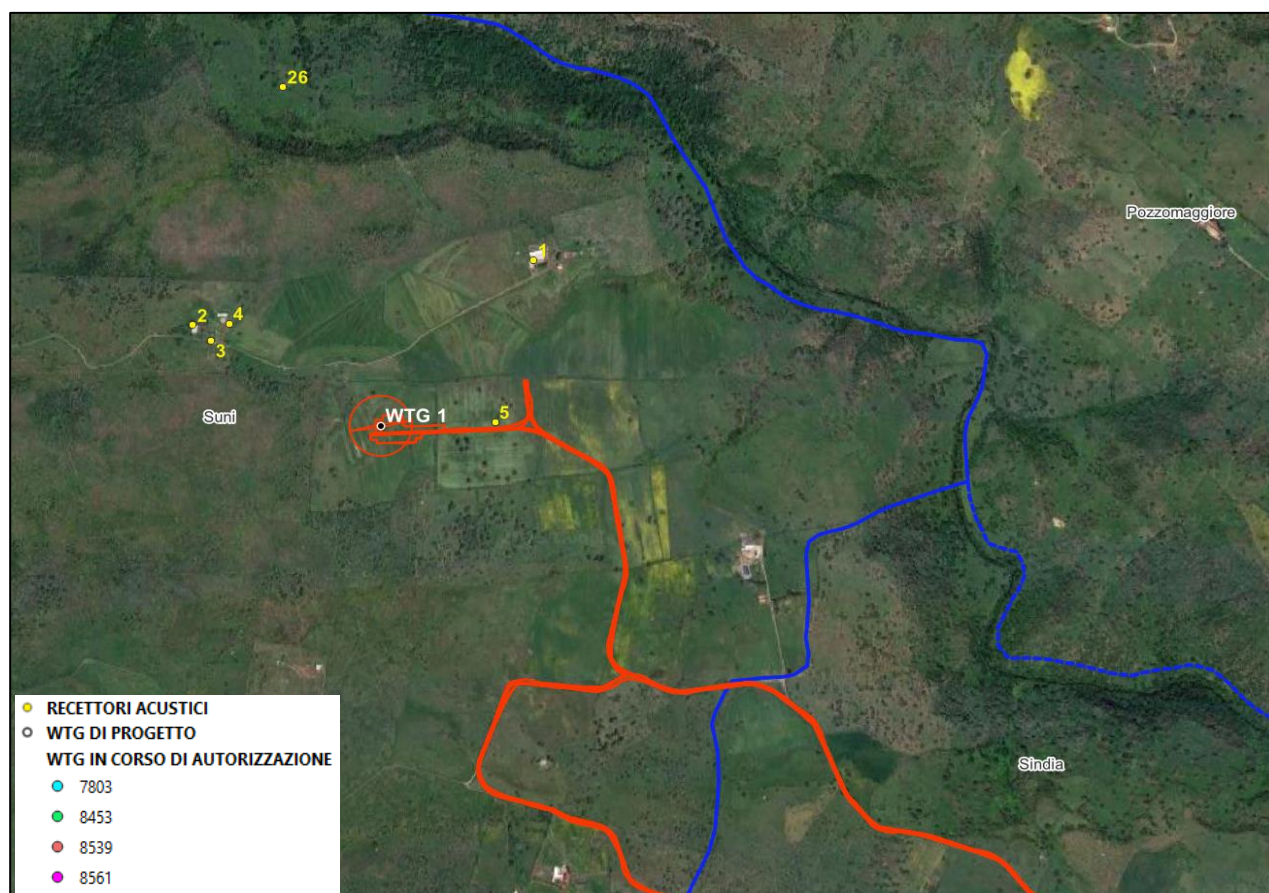 26
Pozzomaggiore
1
2
4
3
Suni
WTG 1
5
Sindia
RECETTORI ACUSTICI
WTG DI PROGETTO
WTG IN CORSO DI AUTORIZZAZIONE
7803
8453
8539
8561